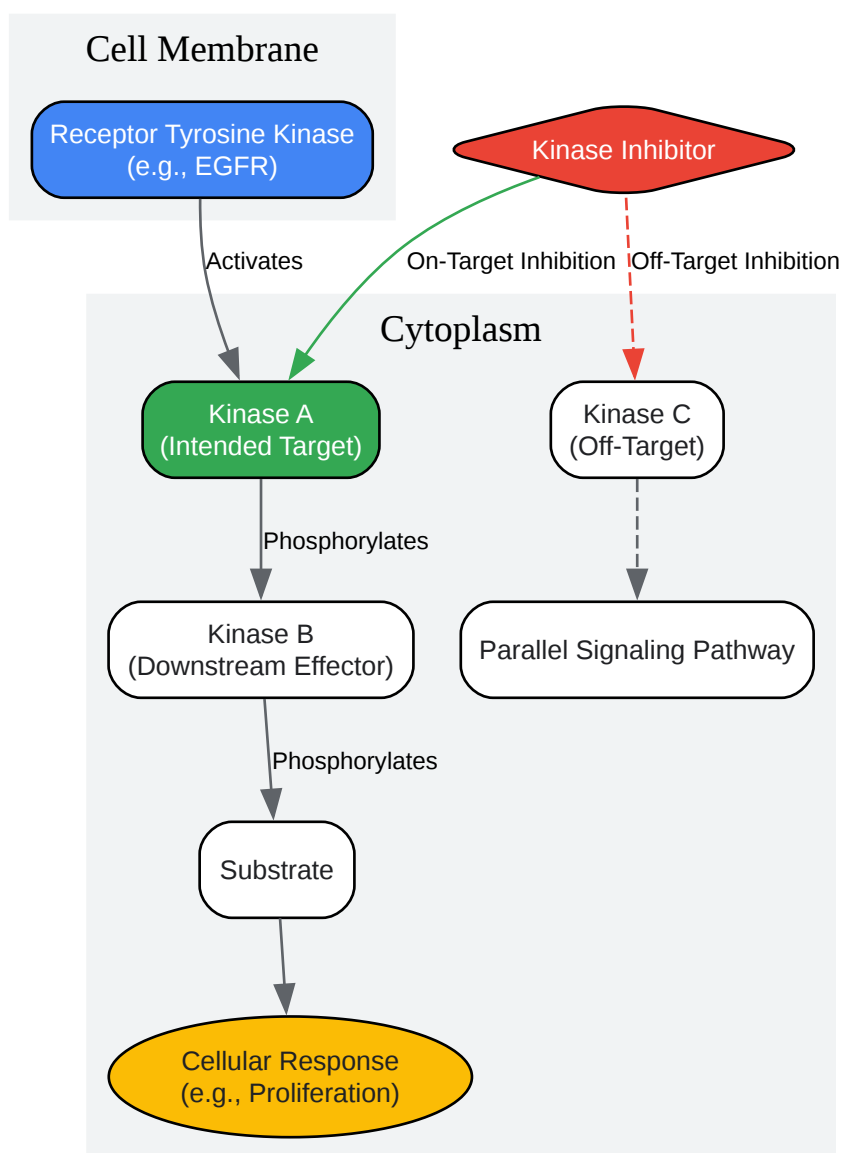 Cell Membrane
Receptor Tyrosine Kinase
(e.g., EGFR)
Kinase Inhibitor
Activates
On-Target Inhibition
Off-Target Inhibition
Cytoplasm
Kinase A
(Intended Target)
Kinase C
(Off-Target)
Phosphorylates
Kinase B
(Downstream Effector)
Parallel Signaling Pathway
Phosphorylates
Substrate
Cellular Response
(e.g., Proliferation)